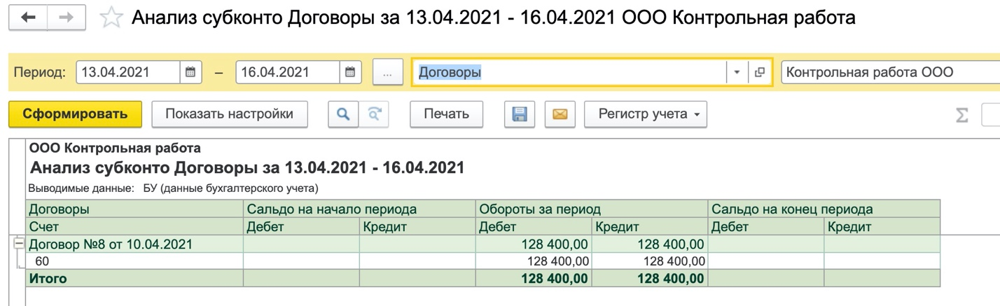 Анализ субконто Договоры за 13.04.2021 - 16.04.2021 ООО Контрольная работа
Период: 13.04.2021 – 16.04.2021 ... Договоры Контрольная работа ООО
Сформировать Показать настройки Печать Регистр учета Σ
ООО Контрольная работа
Анализ субконто Договоры за 13.04.2021 - 16.04.2021
Выводимые данные: БУ (данные бухгалтерского учета)
Договоры Сальдо на начало периода Обороты за период Сальдо на конец периода
Счет Дебет Кредит Дебет Кредит Дебет Кредит
Договор №8 от 10.04.2021 128 400,00 128 400,00
60 128 400,00 128 400,00
Итого 128 400,00 128 400,00